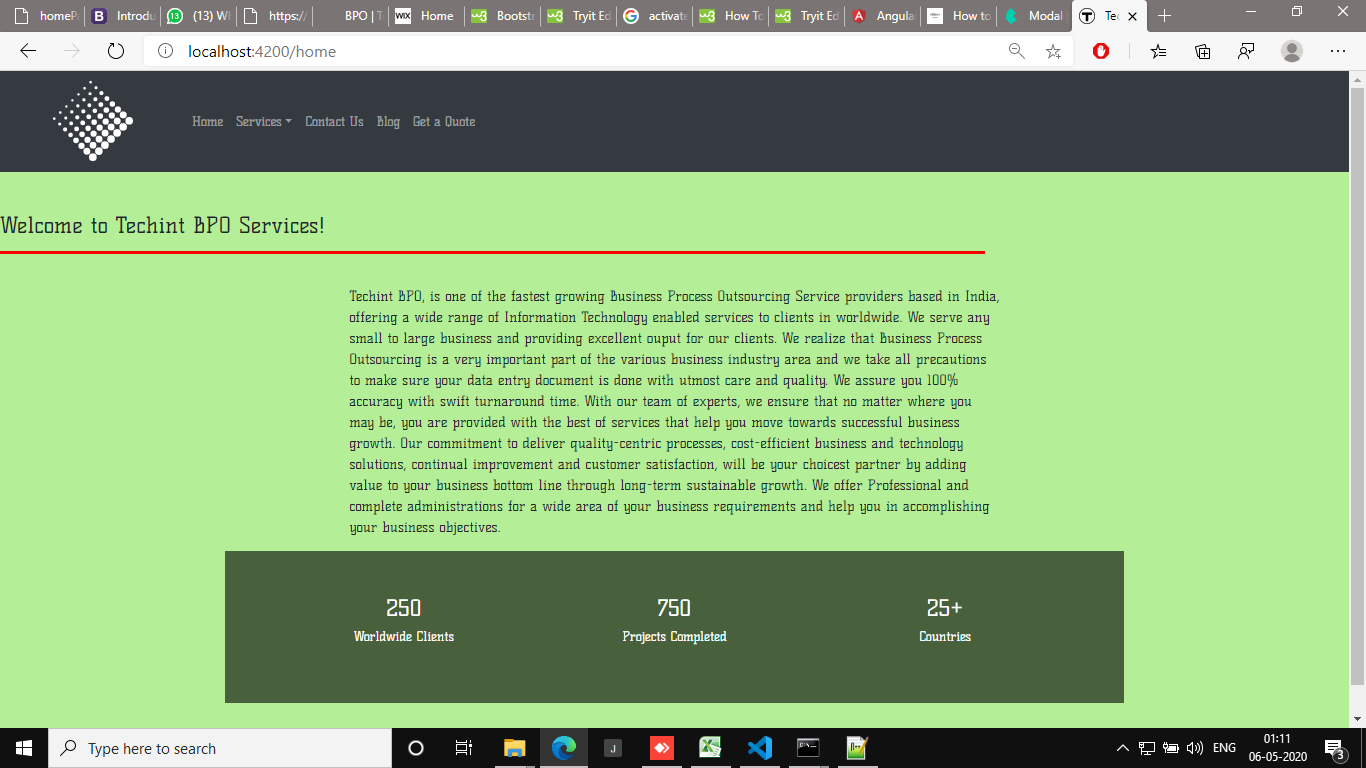 homeP
Introdu
(13) Wh
https:/
BPO | T
WiX Home
Bootstr
Tryit Ed
activate
How To
Tryit Ed
Angula
How to
Modal
Tec
localhost:4200/home
Home Services Contact Us Blog Get a Quote
Welcome to Techint BPO Services!
Techint BPO, is one of the fastest growing Business Process Outsourcing Service providers based in India,
offering a wide range of Information Technology enabled services to clients in worldwide. We serve any
small to large business and providing excellent ouput for our clients. We realize that Business Process
Outsourcing is a very important part of the various business industry area and we take all precautions
to make sure your data entry document is done with utmost care and quality. We assure you 100%
accuracy with swift turnaround time. With our team of experts, we ensure that no matter where you
may be, you are provided with the best of services that help you move towards successful business
growth. Our commitment to deliver quality-centric processes, cost-efficient business and technology
solutions, continual improvement and customer satisfaction, will be your choicest partner by adding
value to your business bottom line through long-term sustainable growth. We offer Professional and
complete administrations for a wide area of your business requirements and help you in accomplishing
your business objectives.
250 750 25+
Worldwide Clients Projects Completed Countries
Type here to search
ENG
01:11
06-05-2020
3